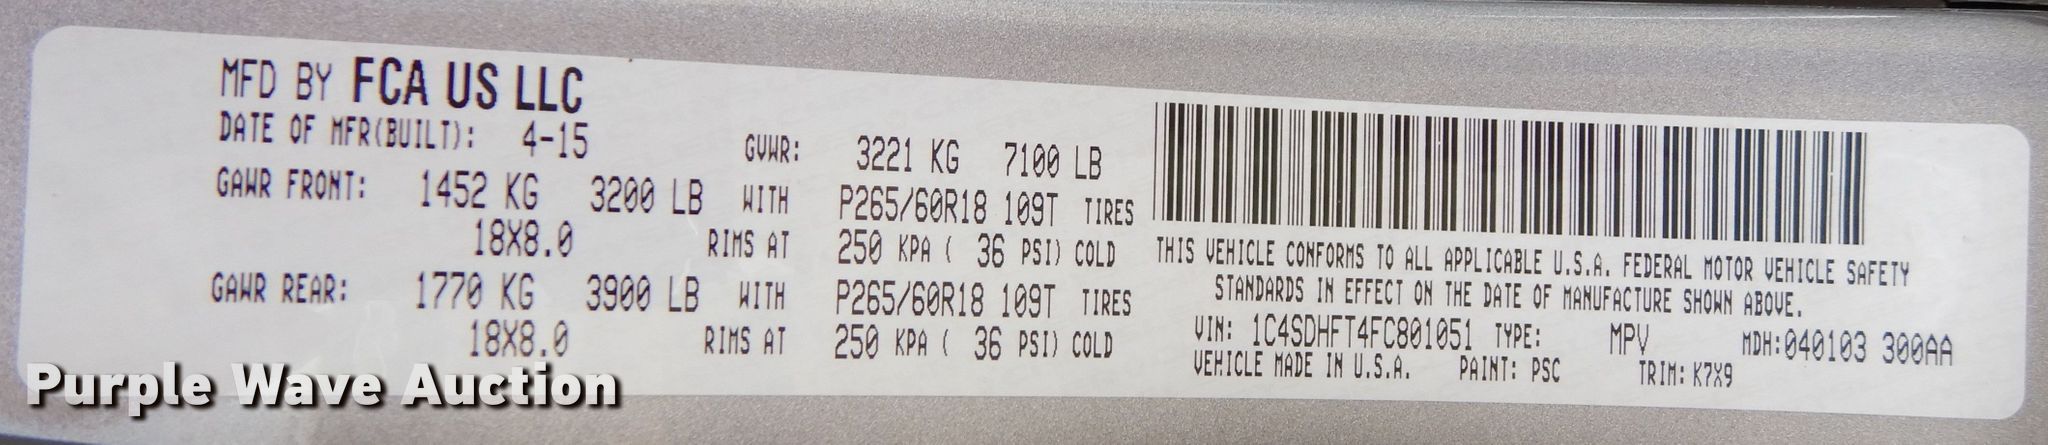 MFD BY FCA US LLC
DATE OF MFR(BUILT): 4-15 GVWR: 3221 KG 7100 LB
GAWR FRONT: 1452 KG 3200 LB WITH P265/60R18 109T TIRES
18X8.0 RIMS AT 250 KPA ( 36 PSI) COLD
GAWR REAR: 1770 KG 3900 LB WITH P265/60R18 109T TIRES
18X8.0 RIMS AT 250 KPA ( 36 PSI) COLD
THIS VEHICLE CONFORMS TO ALL APPLICABLE U.S.A. FEDERAL MOTOR VEHICLE SAFETY
STANDARDS IN EFFECT ON THE DATE OF MANUFACTURE SHOWN ABOVE.
VIN: 1C4SDHFT4FC801051 TYPE: MPV MDH:040103 300AA
VEHICLE MADE IN U.S.A. PAINT: PSC TRIM: K7X9
Purple Wave Auction